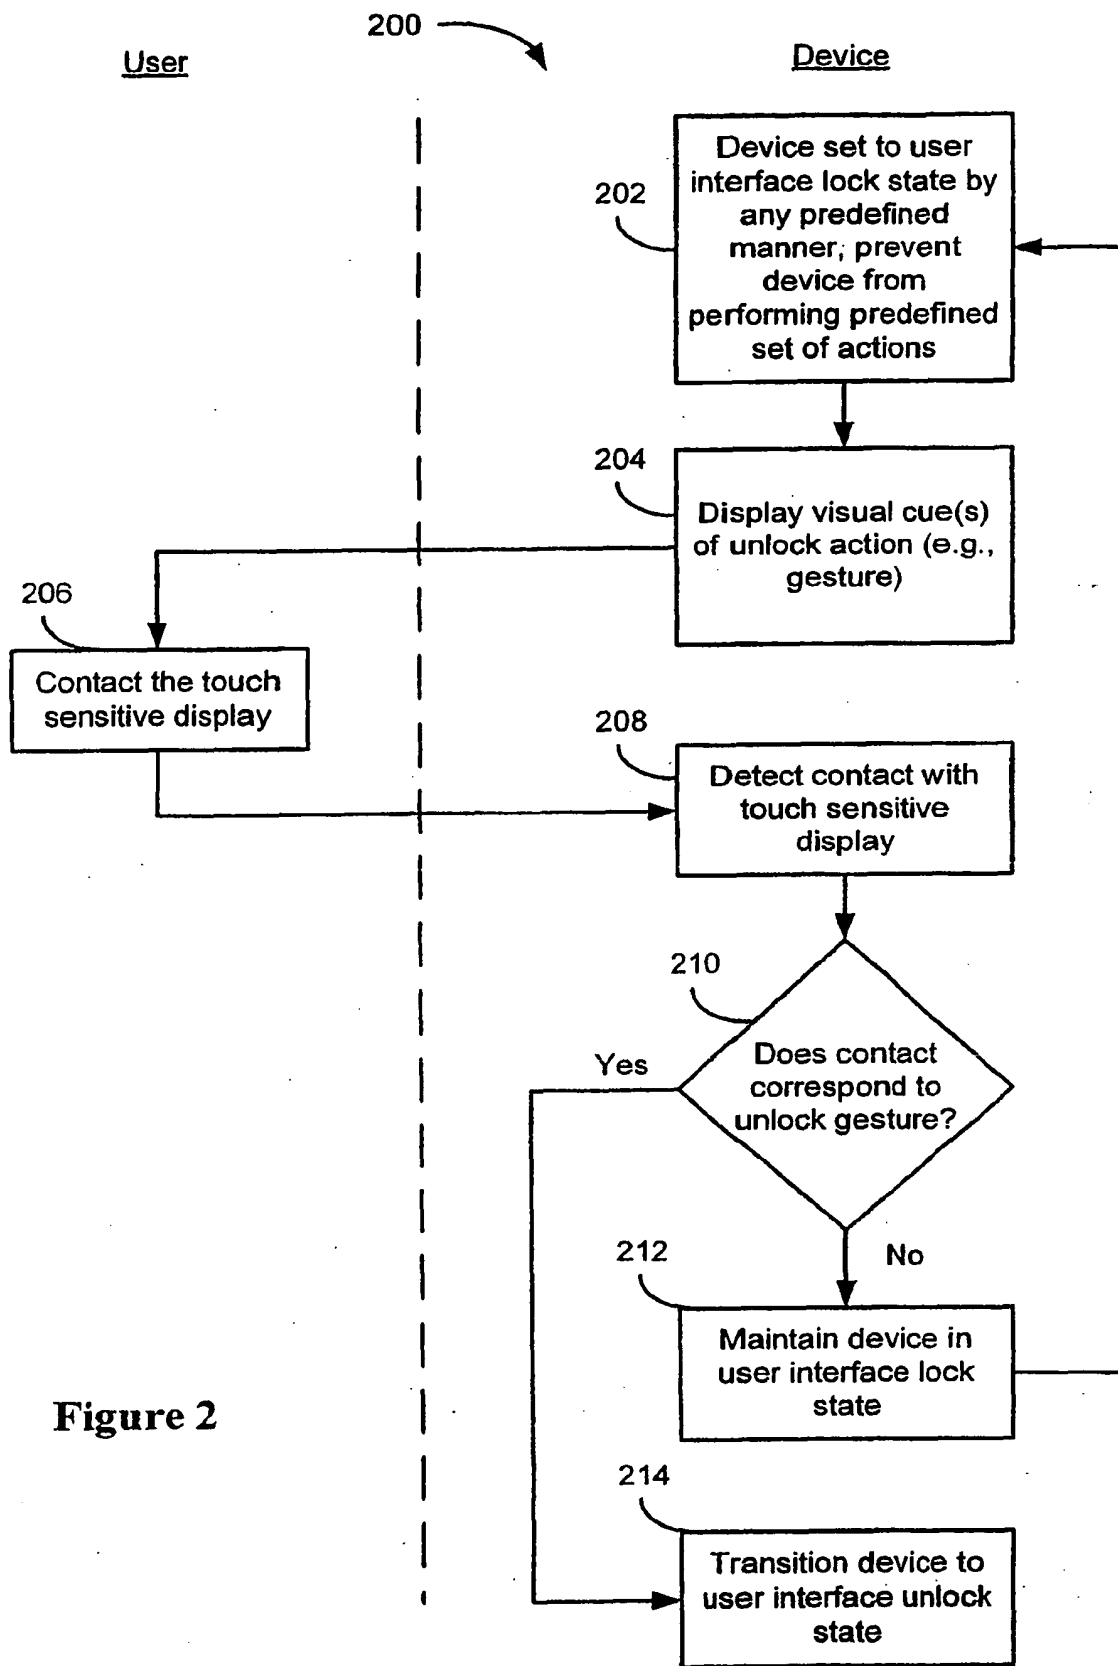 200
User
Device
202
Device set to user
interface lock state by
any predefined
manner; prevent
device from
performing predefined
set of actions
204
Display visual cue(s)
of unlock action (e.g.,
gesture)
206
Contact the touch
sensitive display
208
Detect contact with
touch sensitive
display
210
Does contact
correspond to
unlock gesture?
Yes
No
212
Maintain device in
user interface lock
state
Figure 2
214
Transition device to
user interface unlock
state